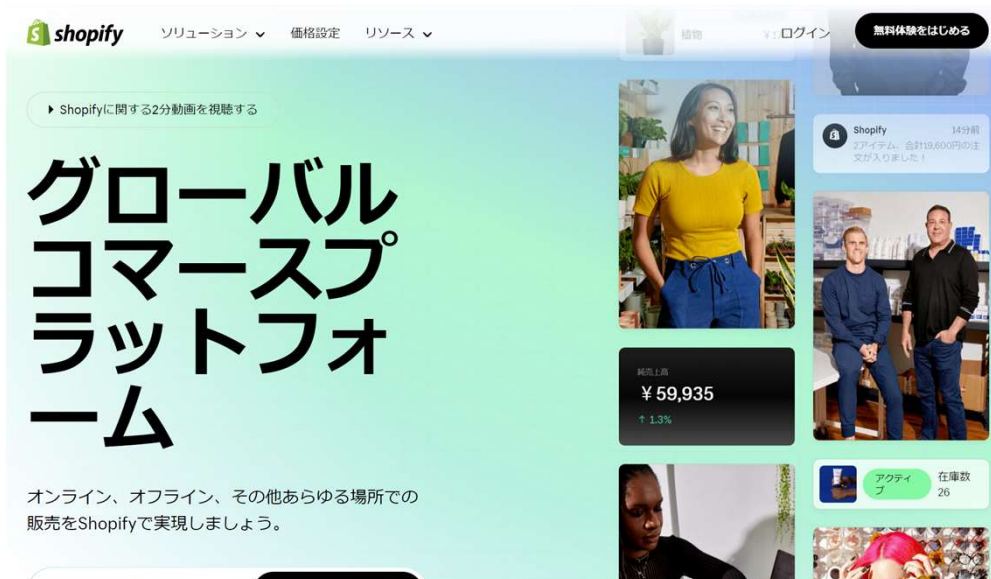 shopify
ソリューション
価格設定
リソース
ログイン
無料体験をはじめる
Shopifyに関する2分動画を視聴する
グローバル
コマースプ
ラットフォ
ーム
オンライン、オフライン、その他あらゆる場所での
販売をShopifyで実現しましょう。
植物
純売上高
¥59,935
↑ 1.3%
Shopify
14分前
2アイテム、合計19,600円の注
文が入りました!
アクティ
ブ
在庫数
26